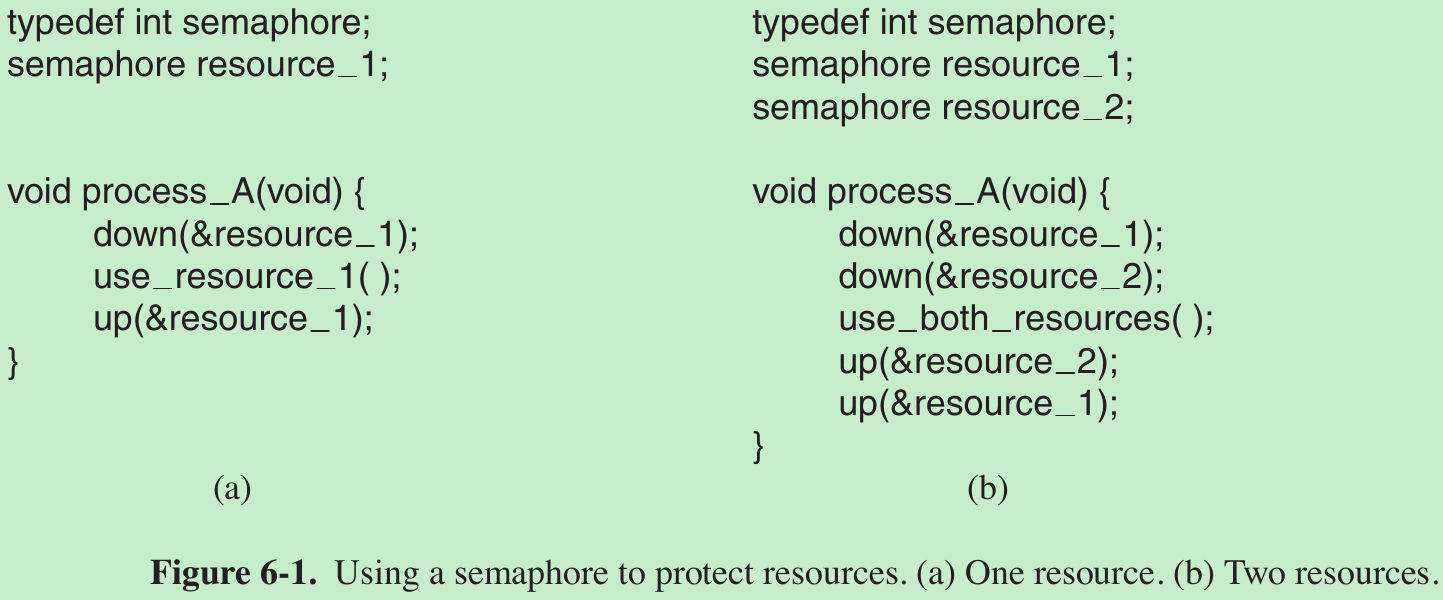 typedef int semaphore;
semaphore resource_1;
void process_A(void) {
down(&resource_1);
use_resource_1( );
up(&resource_1);
}
(a)
typedef int semaphore;
semaphore resource_1;
semaphore resource_2;
void process_A(void) {
down(&resource_1);
down(&resource_2);
use_both_resources( );
up(&resource_2);
up(&resource_1);
}
(b)
Figure 6-1. Using a semaphore to protect resources. (a) One resource. (b) Two resources.